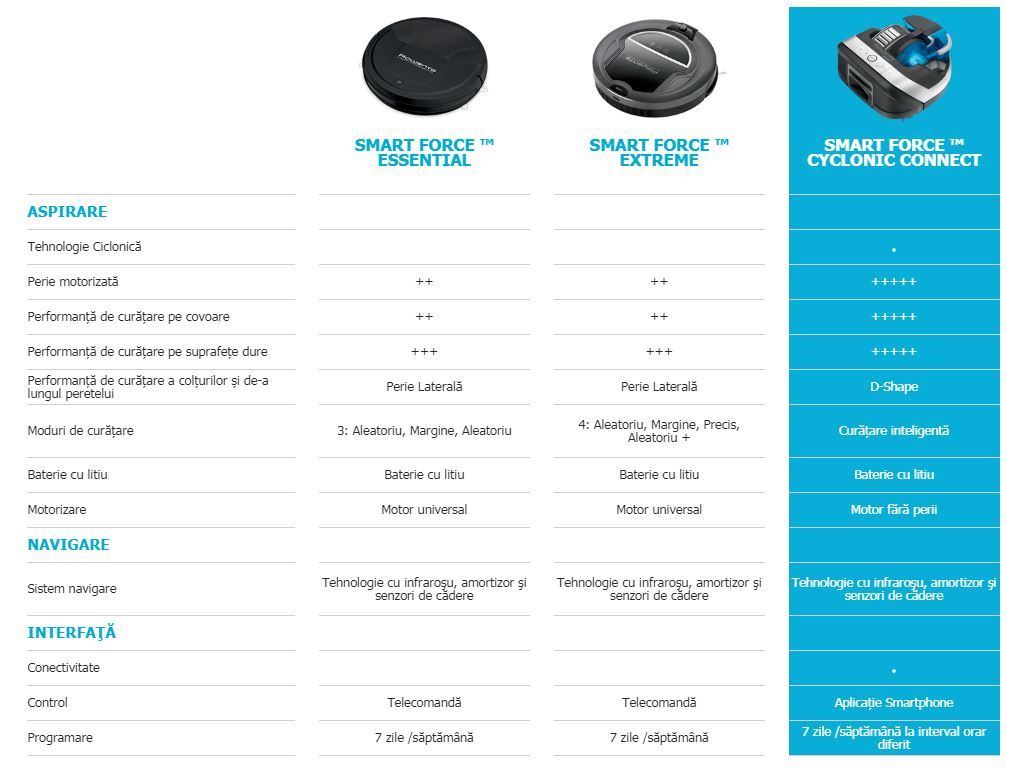 ROWENTA
SMART FORCE ™
ESSENTIAL
SMART FORCE ™
EXTREME
SMART FORCE ™
CYCLONIC CONNECT
ASPIRARE
Tehnologie Ciclonică •
Perie motorizată ++ ++ +++++
Performanță de curățare pe covoare ++ ++ +++++
Performanță de curățare pe suprafețe dure +++ +++ +++++
Performanță de curățare a colțurilor și de-a
lungul peretelui
Perie Laterală Perie Laterală D-Shape
Moduri de curățare
3: Aleatoriu, Margine, Aleatoriu
4: Aleatoriu, Margine, Precis,
Aleatoriu +
Curățare inteligentă
Baterie cu litiu Baterie cu litiu Baterie cu litiu Baterie cu litiu
Motorizare Motor universal Motor universal Motor fără perii
NAVIGARE
Sistem navigare
Tehnologie cu infraroşu, amortizor şi
senzori de cădere
Tehnologie cu infraroşu, amortizor şi
senzori de cădere
Tehnologie cu infraroşu, amortizor şi
senzori de cădere
INTERFAŢĂ
Conectivitate •
Control Telecomandă Telecomandă Aplicație Smartphone
Programare 7 zile /săptămână 7 zile /săptămână
7 zile /săptămână la interval orar
diferit